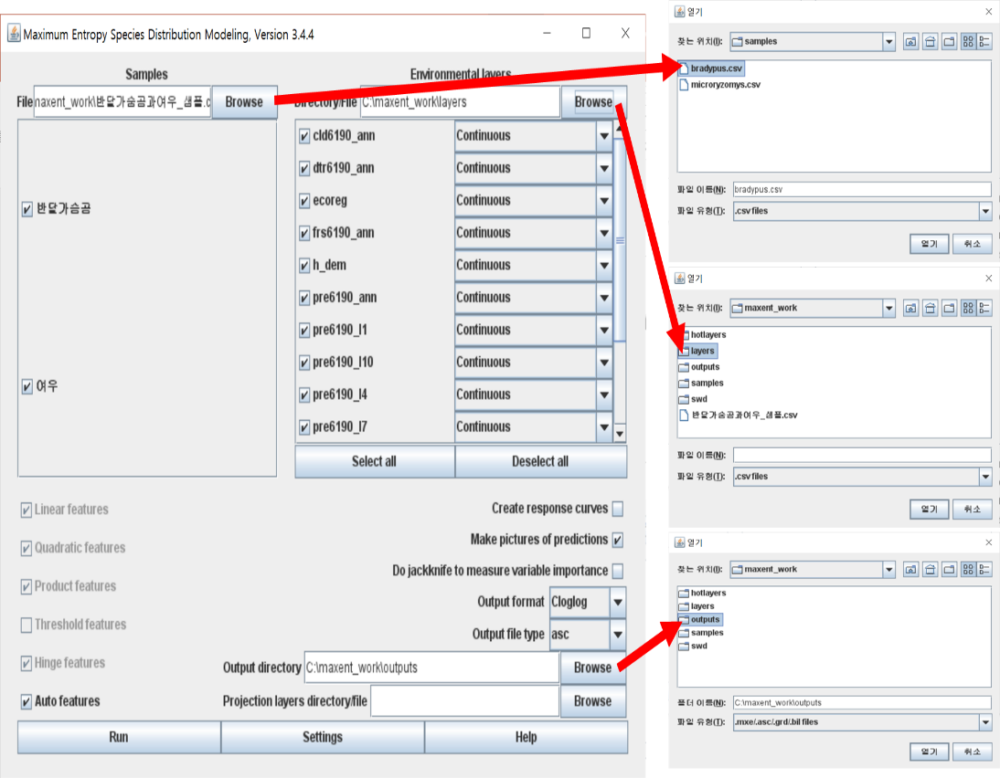 Maximum Entropy Species Distribution Modeling, Version 3.4.4
Samples
File naxent_work\반달가슴곰과여우_샘플.c Browse
반달가슴곰
여우
Environmental layers
Directory/File C:\maxent_work\layers Browse
cld6190_ann Continuous
dtr6190_ann Continuous
ecoreg Continuous
frs6190_ann Continuous
h_dem Continuous
pre6190_ann Continuous
pre6190_l1 Continuous
pre6190_l10 Continuous
pre6190_l4 Continuous
pre6190_l7 Continuous
Select all Deselect all
Linear features
Quadratic features
Product features
Threshold features
Hinge features
Auto features
Create response curves
Make pictures of predictions
Do jackknife to measure variable importance
Output format Cloglog
Output file type asc
Output directory C:\maxent_work\outputs Browse
Projection layers directory/file Browse
Run Settings Help
열기
찾는 위치(I): samples
bradypus.csv
microryzomys.csv
파일 이름(N): bradypus.csv
파일 유형(T): .csv files
열기 취소
열기
찾는 위치(I): maxent_work
hotlayers
layers
outputs
samples
swd
반달가슴곰과여우_샘플.csv
파일 이름(N):
파일 유형(T): .csv files
열기 취소
열기
찾는 위치(I): maxent_work
hotlayers
layers
outputs
samples
swd
폴더 이름(N): C:\maxent_work\outputs
파일 유형(T): .mxe/.asc/.grd/.bil files
열기 취소